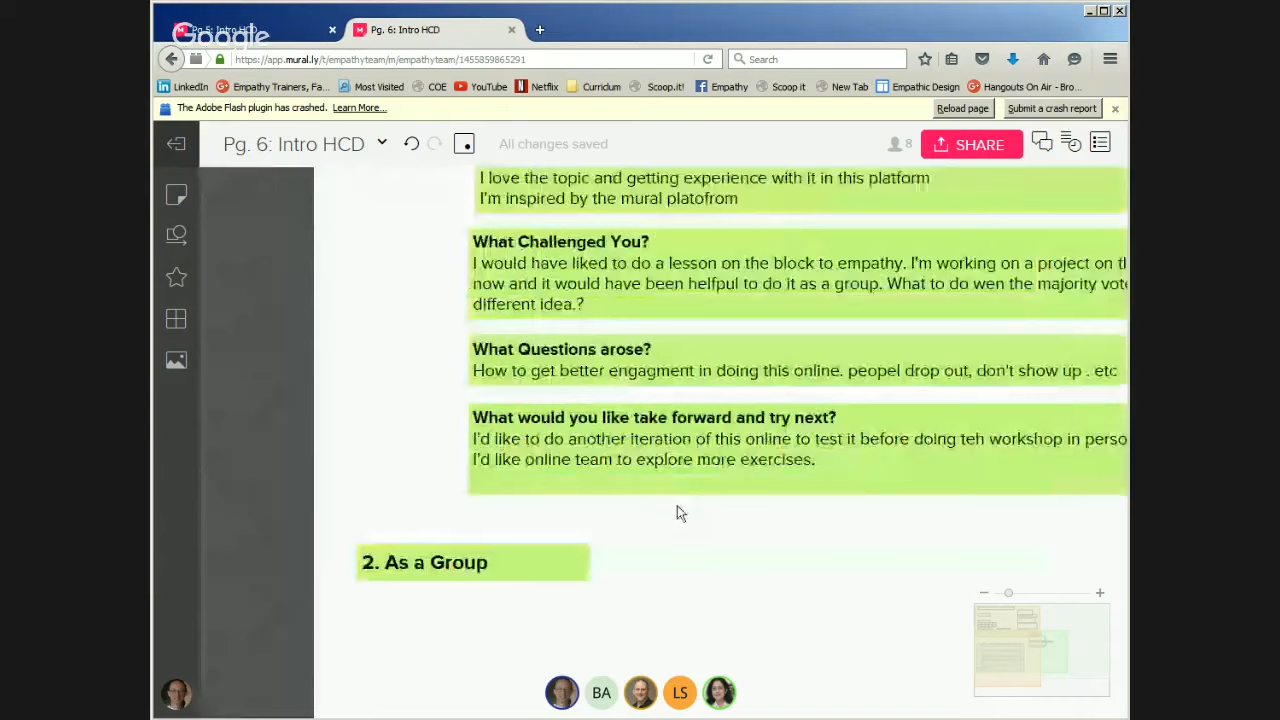 Google
Pg 5: Intro HCD
Pg. 6: Intro HCD
https://app.mural.ly/t/empathyteam/m/empathyteam/1455859865291
Search
LinkedIn
Empathy Trainers, Fa...
Most Visited
COE
YouTube
Netflix
Curridum
Scoop.it!
Empathy
Scoop it
New Tab
Empathic Design
Hangouts On Air - Bro...
The Adobe Flash plugin has crashed. Learn More...
Reload page
Submit a crash report
Pg. 6: Intro HCD
All changes saved
8
SHARE
I love the topic and getting experience with it in this platform
I'm inspired by the mural platofrom
What Challenged You?
I would have liked to do a lesson on the block to empathy. I'm working on a project on
now and it would have been helfpul to do it as a group. What to do wen the majority vot
different idea.?
What Questions arose?
How to get better engagment in doing this online. peopel drop out, don't show up . etc
What would you like take forward and try next?
I'd like to do another iteration of this online to test it before doing teh workshop in perso
I'd like online team to explore more exercises.
2. As a Group
BA
LS